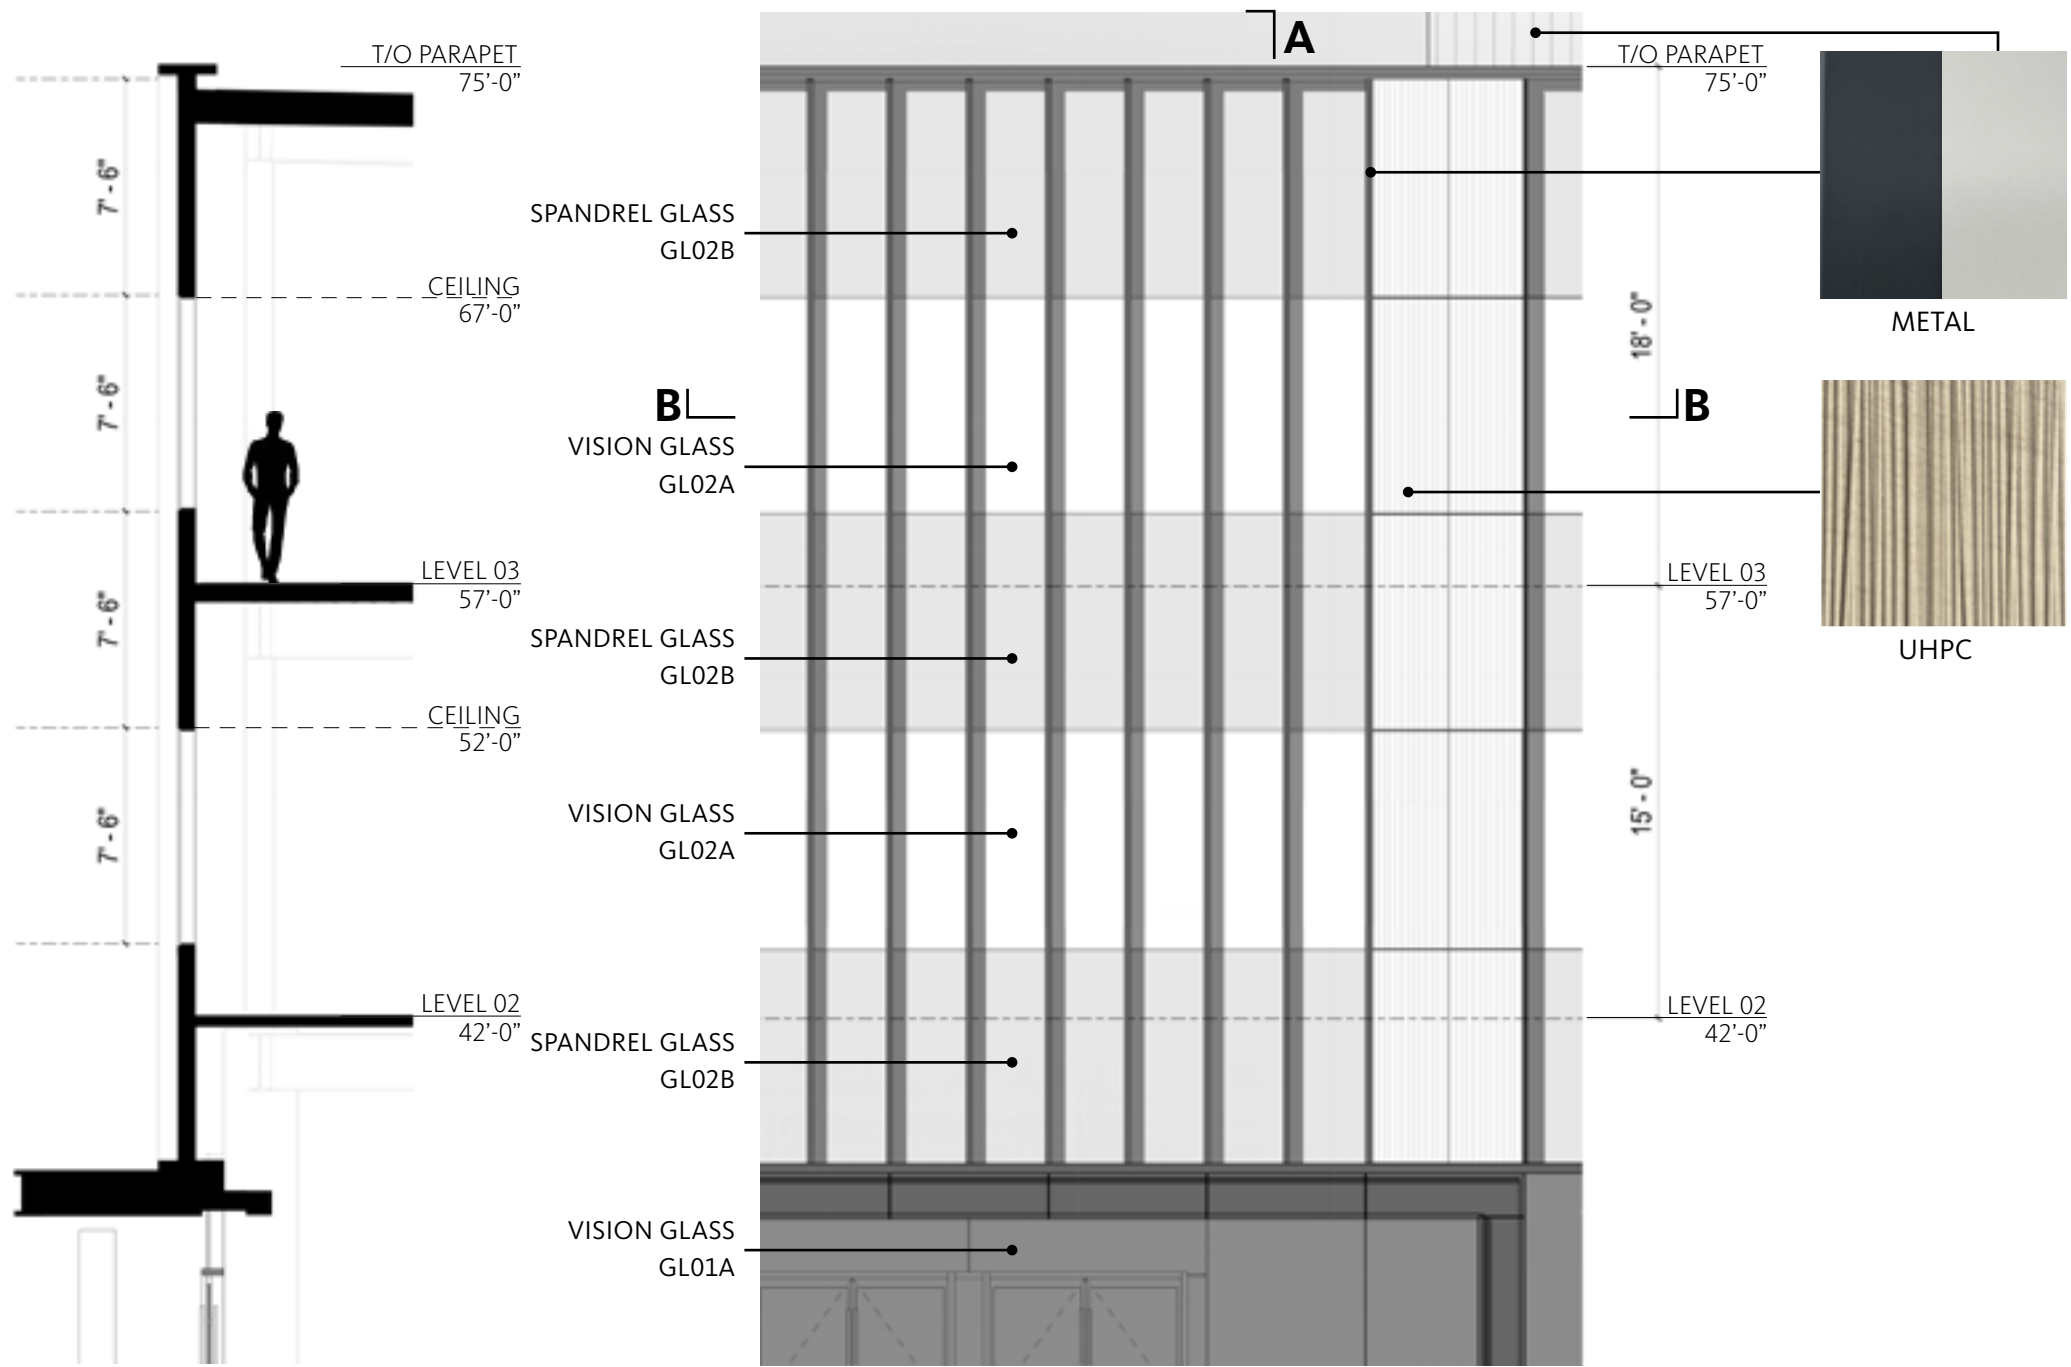 T/O PARAPET
75'-0"
7'-6"
CEILING
67'-0"
7'-6"
LEVEL 03
57'-0"
7'-6"
CEILING
52'-0"
7'-6"
LEVEL 02
42'-0"
SPANDREL GLASS
GL02B
B
VISION GLASS
GL02A
SPANDREL GLASS
GL02B
VISION GLASS
GL02A
SPANDREL GLASS
GL02B
VISION GLASS
GL01A
A
T/O PARAPET
75'-0"
18'-0"
B
LEVEL 03
57'-0"
15'-0"
LEVEL 02
42'-0"
METAL
UHPC